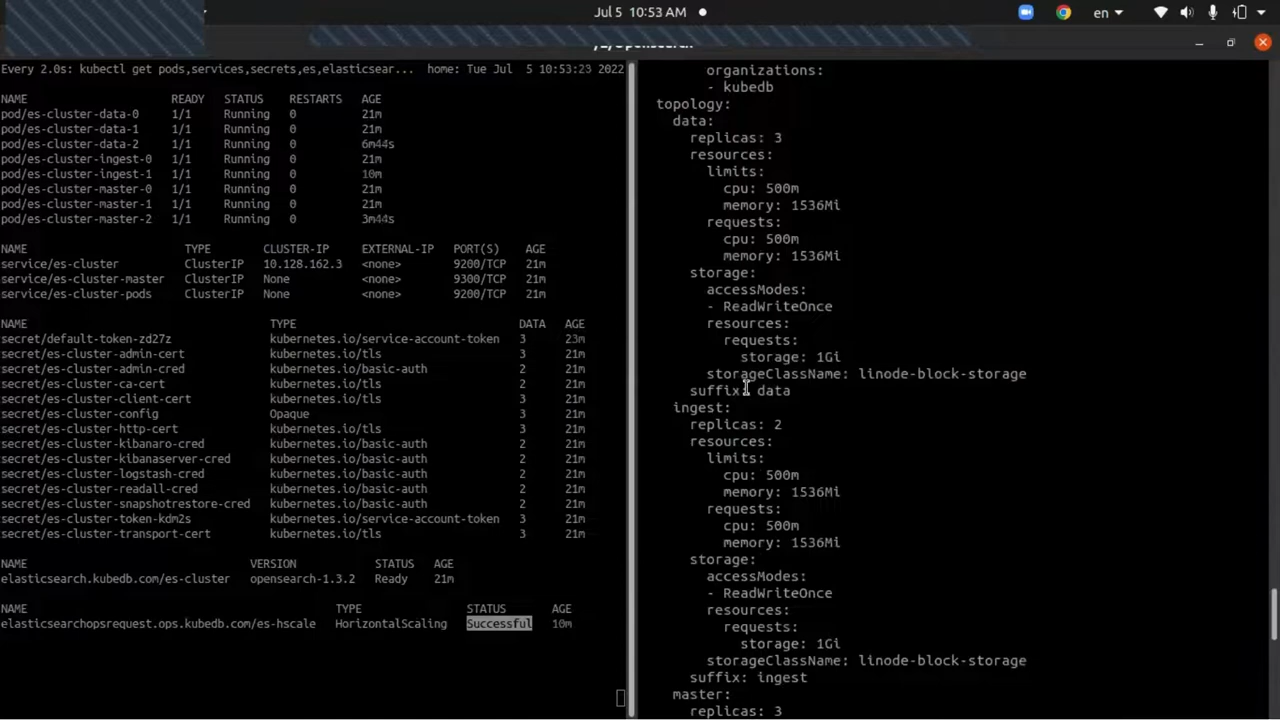 Jul 5 10:53 AM
en
Every 2.0s: kubectl get pods,services,secrets,es,elasticsear... home: Tue Jul 5 10:53:23 2022
NAME READY STATUS RESTARTS AGE
pod/es-cluster-data-0 1/1 Running 0 21m
pod/es-cluster-data-1 1/1 Running 0 21m
pod/es-cluster-data-2 1/1 Running 0 6m44s
pod/es-cluster-ingest-0 1/1 Running 0 21m
pod/es-cluster-ingest-1 1/1 Running 0 10m
pod/es-cluster-master-0 1/1 Running 0 21m
pod/es-cluster-master-1 1/1 Running 0 21m
pod/es-cluster-master-2 1/1 Running 0 3m44s
NAME TYPE CLUSTER-IP EXTERNAL-IP PORT(S) AGE
service/es-cluster ClusterIP 10.128.162.3 <none> 9200/TCP 21m
service/es-cluster-master ClusterIP None <none> 9300/TCP 21m
service/es-cluster-pods ClusterIP None <none> 9200/TCP 21m
NAME TYPE DATA AGE
secret/default-token-zd27z kubernetes.io/service-account-token 3 23m
secret/es-cluster-admin-cert kubernetes.io/tls 3 21m
secret/es-cluster-admin-cred kubernetes.io/basic-auth 2 21m
secret/es-cluster-ca-cert kubernetes.io/tls 2 21m
secret/es-cluster-client-cert kubernetes.io/tls 3 21m
secret/es-cluster-config Opaque 3 21m
secret/es-cluster-http-cert kubernetes.io/tls 3 21m
secret/es-cluster-kibanaro-cred kubernetes.io/basic-auth 2 21m
secret/es-cluster-kibanaserver-cred kubernetes.io/basic-auth 2 21m
secret/es-cluster-logstash-cred kubernetes.io/basic-auth 2 21m
secret/es-cluster-readall-cred kubernetes.io/basic-auth 2 21m
secret/es-cluster-snapshotrestore-cred kubernetes.io/basic-auth 2 21m
secret/es-cluster-token-kdm2s kubernetes.io/service-account-token 3 21m
secret/es-cluster-transport-cert kubernetes.io/tls 3 21m
NAME VERSION STATUS AGE
elasticsearch.kubedb.com/es-cluster opensearch-1.3.2 Ready 21m
NAME TYPE STATUS AGE
elasticsearchopsrequest.ops.kubedb.com/es-hscale HorizontalScaling Successful 10m
organizations:
- kubedb
topology:
data:
replicas: 3
resources:
limits:
cpu: 500m
memory: 1536Mi
requests:
cpu: 500m
memory: 1536Mi
storage:
accessModes:
- ReadWriteOnce
resources:
requests:
storage: 1Gi
storageClassName: linode-block-storage
suffix: data
ingest:
replicas: 2
resources:
limits:
cpu: 500m
memory: 1536Mi
requests:
cpu: 500m
memory: 1536Mi
storage:
accessModes:
- ReadWriteOnce
resources:
requests:
storage: 1Gi
storageClassName: linode-block-storage
suffix: ingest
master:
replicas: 3